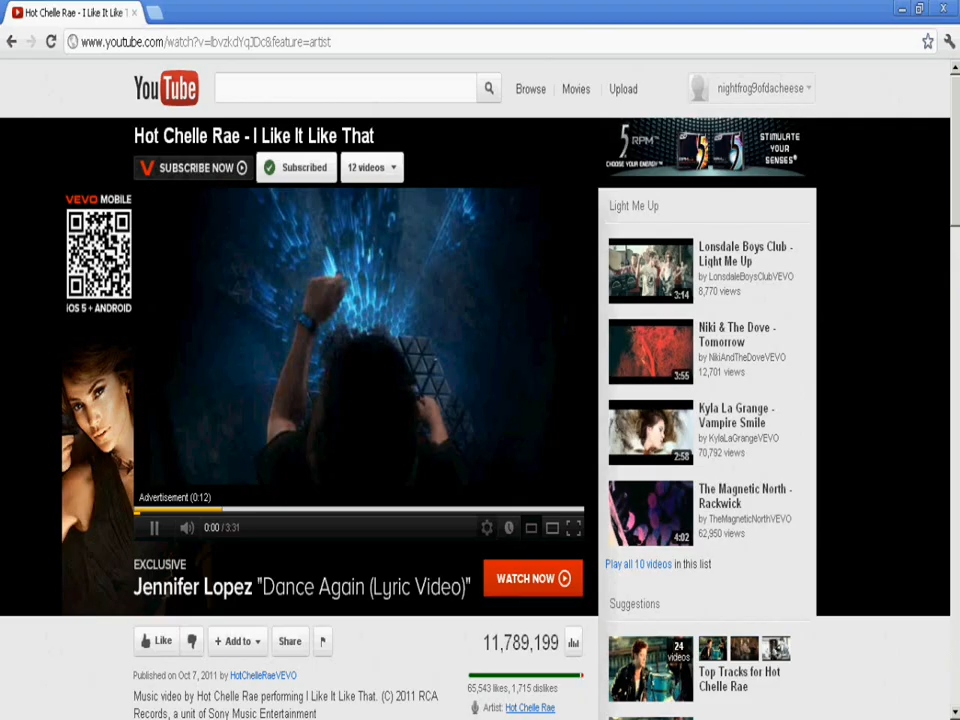 Hot Chelle Rae - I Like It Like T
www.youtube.com/watch?v=lbvzkdYqJDc&feature=artist
YouTube
Browse | Movies | Upload
nightfrog9ofdacheese
Hot Chelle Rae - I Like It Like That
SUBSCRIBE NOW
Subscribed
12 videos
5 RPM™
CHOOSE YOUR ENERGY™
STIMULATE
YOUR
SENSES®
VEVO MOBILE
iOS 5 + ANDROID
Advertisement (0:12)
0:00 / 3:31
EXCLUSIVE
Jennifer Lopez "Dance Again (Lyric Video)"
WATCH NOW
Light Me Up
Lonsdale Boys Club -
Light Me Up
by LonsdaleBoysClubVEVO
8,770 views
3:14
Niki & The Dove -
Tomorrow
by NikiAndTheDoveVEVO
12,701 views
3:55
Kyla La Grange -
Vampire Smile
by KylaLaGrangeVEVO
70,792 views
2:58
The Magnetic North -
Rackwick
by TheMagneticNorthVEVO
62,950 views
4:02
Play all 10 videos in this list
Suggestions
24
videos
Top Tracks for Hot
Chelle Rae
Like
+ Add to
Share
11,789,199
Published on Oct 7, 2011 by HotChelleRaeVEVO
65,543 likes, 1,715 dislikes
Music video by Hot Chelle Rae performing I Like It Like That. (C) 2011 RCA
Records, a unit of Sony Music Entertainment
Artist: Hot Chelle Rae